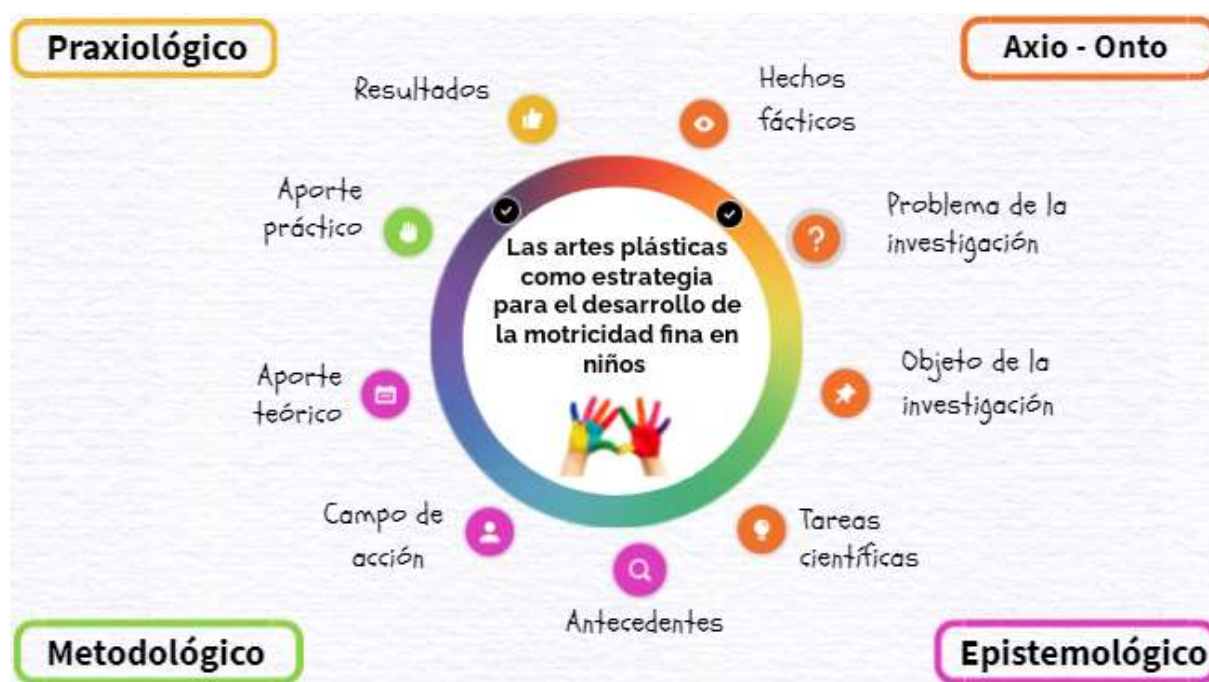 Praxiológico
Axio - Onto
Resultados
Hechos
fácticos
Aporte
práctico
Problema de la
investigación
Las artes plásticas
como estrategia
para el desarrollo de
la motricidad fina en
niños
Aporte
teórico
Objeto de la
investigación
Campo de
acción
Tareas
científicas
Antecedentes
Metodológico
Epistemológico